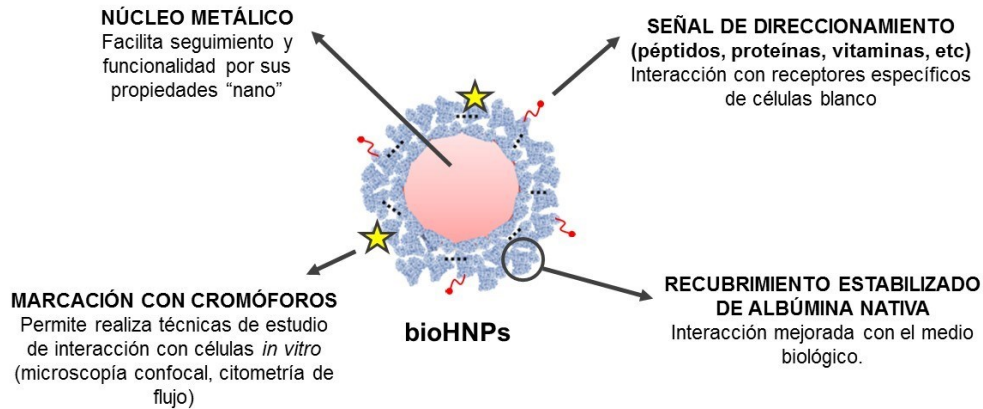 NÚCLEO METÁLICO
Facilita seguimiento y
funcionalidad por sus
propiedades “nano”
SEÑAL DE DIRECCIONAMIENTO
(péptidos, proteínas, vitaminas, etc)
Interacción con receptores específicos
de células blanco
MARCACIÓN CON CROMÓFOROS
Permite realiza técnicas de estudio
de interacción con células in vitro
(microscopía confocal, citometría de
flujo)
bioHNPs
RECUBRIMIENTO ESTABILIZADO
DE ALBÚMINA NATIVA
Interacción mejorada con el medio
biológico.